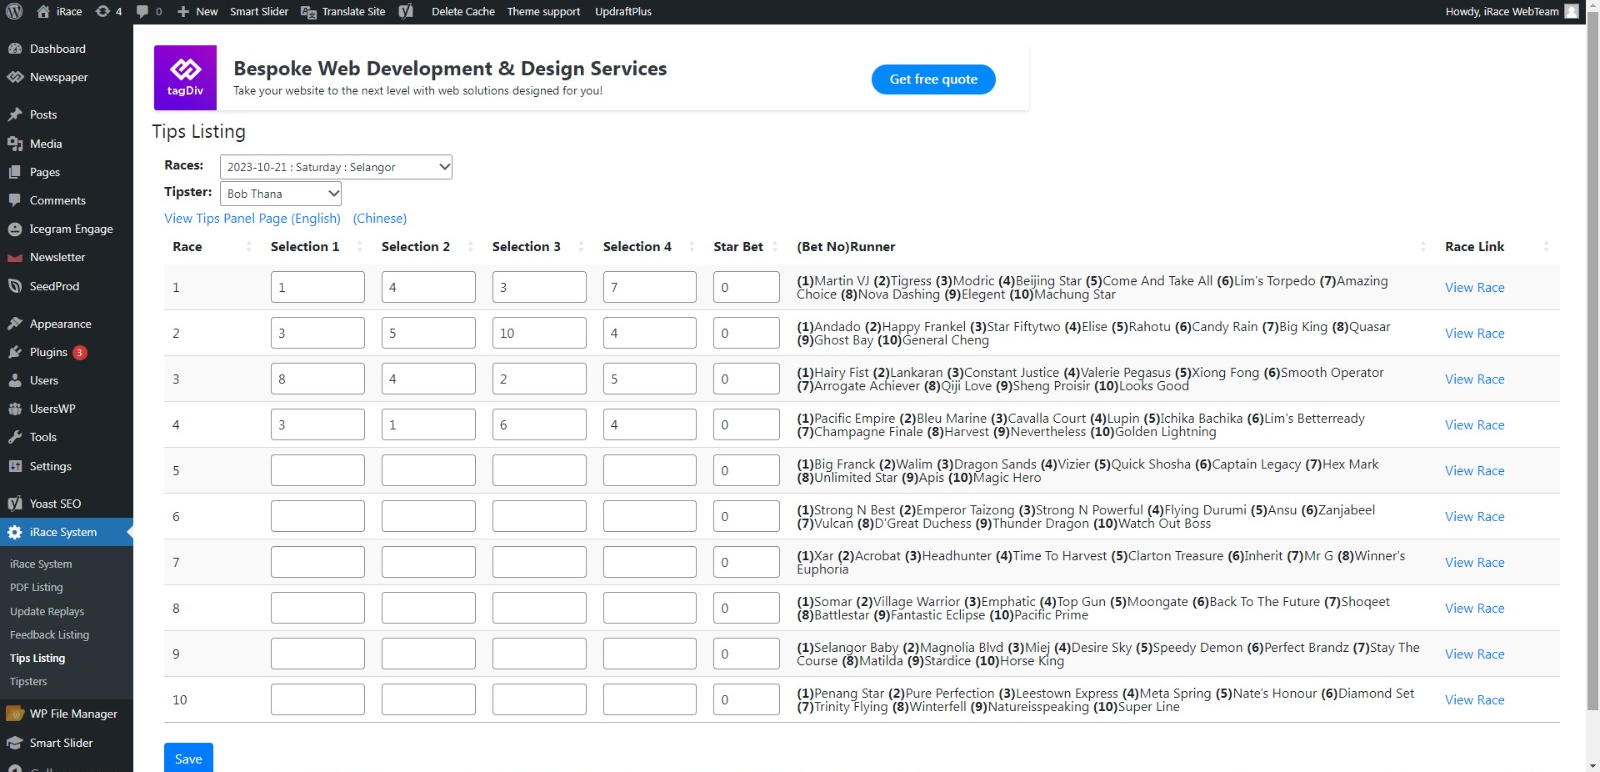 iRace 4 0 New Smart Slider Translate Site Delete Cache Theme support UpdraftPlus Howdy, iRace WebTeam
Dashboard
Newspaper
Posts
Media
Pages
Comments
Icegram Engage
Newsletter
SeedProd
Appearance
Plugins 3
Users
UsersWP
Tools
Settings
Yoast SEO
iRace System
iRace System
PDF Listing
Update Replays
Feedback Listing
Tips Listing
Tipsters
WP File Manager
Smart Slider
tagDiv
Bespoke Web Development & Design Services
Take your website to the next level with web solutions designed for you!
Get free quote
Tips Listing
Races: 2023-10-21 : Saturday : Selangor
Tipster: Bob Thana
View Tips Panel Page (English) (Chinese)
Race Selection 1 Selection 2 Selection 3 Selection 4 Star Bet (Bet No)Runner Race Link
1 1 4 3 7 0 (1)Martin VJ (2)Tigress (3)Modric (4)Beijing Star (5)Come And Take All (6)Lim's Torpedo (7)Amazing View Race
Choice (8)Nova Dashing (9)Elegent (10)Machung Star
2 3 5 10 4 0 (1)Andado (2)Happy Frankel (3)Star Fiftytwo (4)Elise (5)Rahotu (6)Candy Rain (7)Big King (8)Quasar View Race
(9)Ghost Bay (10)General Cheng
3 8 4 2 5 0 (1)Hairy Fist (2)Lankaran (3)Constant Justice (4)Valerie Pegasus (5)Xiong Fong (6)Smooth Operator View Race
(7)Arrogate Achiever (8)Qiji Love (9)Sheng Proisir (10)Looks Good
4 3 1 6 4 0 (1)Pacific Empire (2)Bleu Marine (3)Cavalla Court (4)Lupin (5)Ichika Bachika (6)Lim's Betterready View Race
(7)Champagne Finale (8)Harvest (9)Nevertheless (10)Golden Lightning
5 0 (1)Big Franck (2)Walim (3)Dragon Sands (4)Vizier (5)Quick Shosha (6)Captain Legacy (7)Hex Mark View Race
(8)Unlimited Star (9)Apis (10)Magic Hero
6 0 (1)Strong N Best (2)Emperor Taizong (3)Strong N Powerful (4)Flying Durumi (5)Ansu (6)Zanjabeel View Race
(7)Vulcan (8)D'Great Duchess (9)Thunder Dragon (10)Watch Out Boss
7 0 (1)Xar (2)Acrobat (3)Headhunter (4)Time To Harvest (5)Clarton Treasure (6)Inherit (7)Mr G (8)Winner's View Race
Euphoria
8 0 (1)Somar (2)Village Warrior (3)Emphatic (4)Top Gun (5)Moongate (6)Back To The Future (7)Shoqeet View Race
(8)Battlestar (9)Fantastic Eclipse (10)Pacific Prime
9 0 (1)Selangor Baby (2)Magnolia Blvd (3)Miej (4)Desire Sky (5)Speedy Demon (6)Perfect Brandz (7)Stay The View Race
Course (8)Matilda (9)Stardice (10)Horse King
10 0 (1)Penang Star (2)Pure Perfection (3)Leestown Express (4)Meta Spring (5)Nate's Honour (6)Diamond Set View Race
(7)Trinity Flying (8)Winterfell (9)Natureisspeaking (10)Super Line
Save